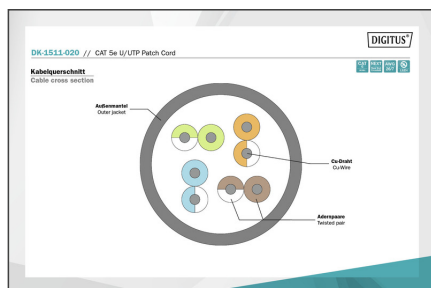 DIGITUS®
DK-1511-020 // CAT 5e U/UTP Patch Cord
Kabelquerschnitt
Cable cross section
Außenmantel
Outer jacket
Cu-Draht
Cu-Wire
Adernpaare
Twisted pair